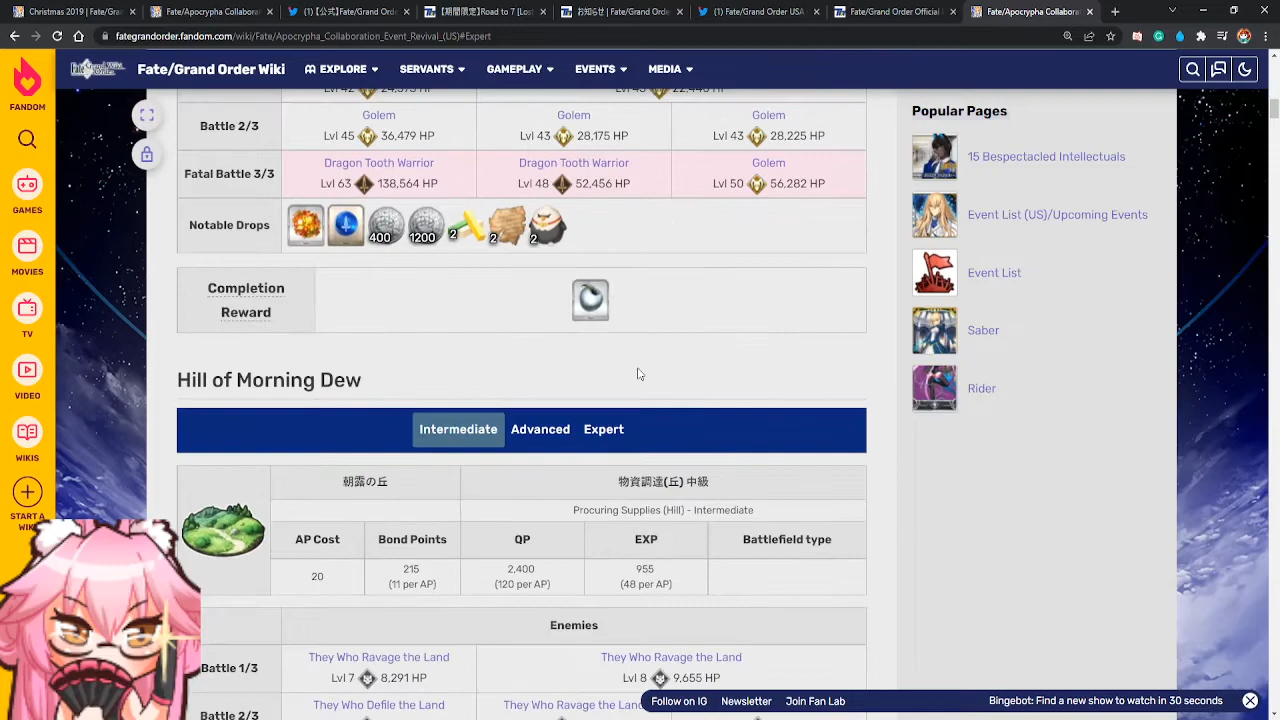 Christmas 2019 | Fate/Grand Ord
Fate/Apocrypha Collaboration Ev
(1) 【公式】Fate/Grand Order
【期間限定】Road to 7 [Los
【お知らせ】Fate/Grand Orde
Fate/Grand Order USA
Fate/Grand Order Official
Fate/Apocrypha Collaborat
fategrandorder.fandom.com/wiki/Fate/Apocrypha_Collaboration_Event_Revival_(US)#Expert
Fate/Grand Order Wiki
EXPLORE
SERVANTS
GAMEPLAY
EVENTS
MEDIA
FANDOM
GAMES
MOVIES
TV
VIDEO
WIKIS
START A
WIKI
Battle 2/3
Golem
Lvl 45 36,479 HP
Golem
Lvl 43 28,175 HP
Golem
Lvl 43 28,225 HP
Fatal Battle 3/3
Dragon Tooth Warrior
Lvl 63 138,564 HP
Dragon Tooth Warrior
Lvl 48 52,456 HP
Golem
Lvl 50 56,282 HP
Notable Drops
400
1200
2
2
2
Completion
Reward
Hill of Morning Dew
Intermediate
Advanced
Expert
朝露の丘
物資調達(丘) 中級
Procuring Supplies (Hill) - Intermediate
AP Cost
Bond Points
QP
EXP
Battlefield type
20
215
(11 per AP)
2,400
(120 per AP)
955
(48 per AP)
Enemies
Battle 1/3
They Who Ravage the Land
Lvl 7 8,291 HP
They Who Ravage the Land
Lvl 8 9,655 HP
Battle 2/3
They Who Defile the Land
They Who Ravage the Land
Popular Pages
15 Bespectacled Intellectuals
Event List (US)/Upcoming Events
Event List
Saber
Rider
Follow on IG
Newsletter
Join Fan Lab
Bingebot: Find a new show to watch in 30 seconds